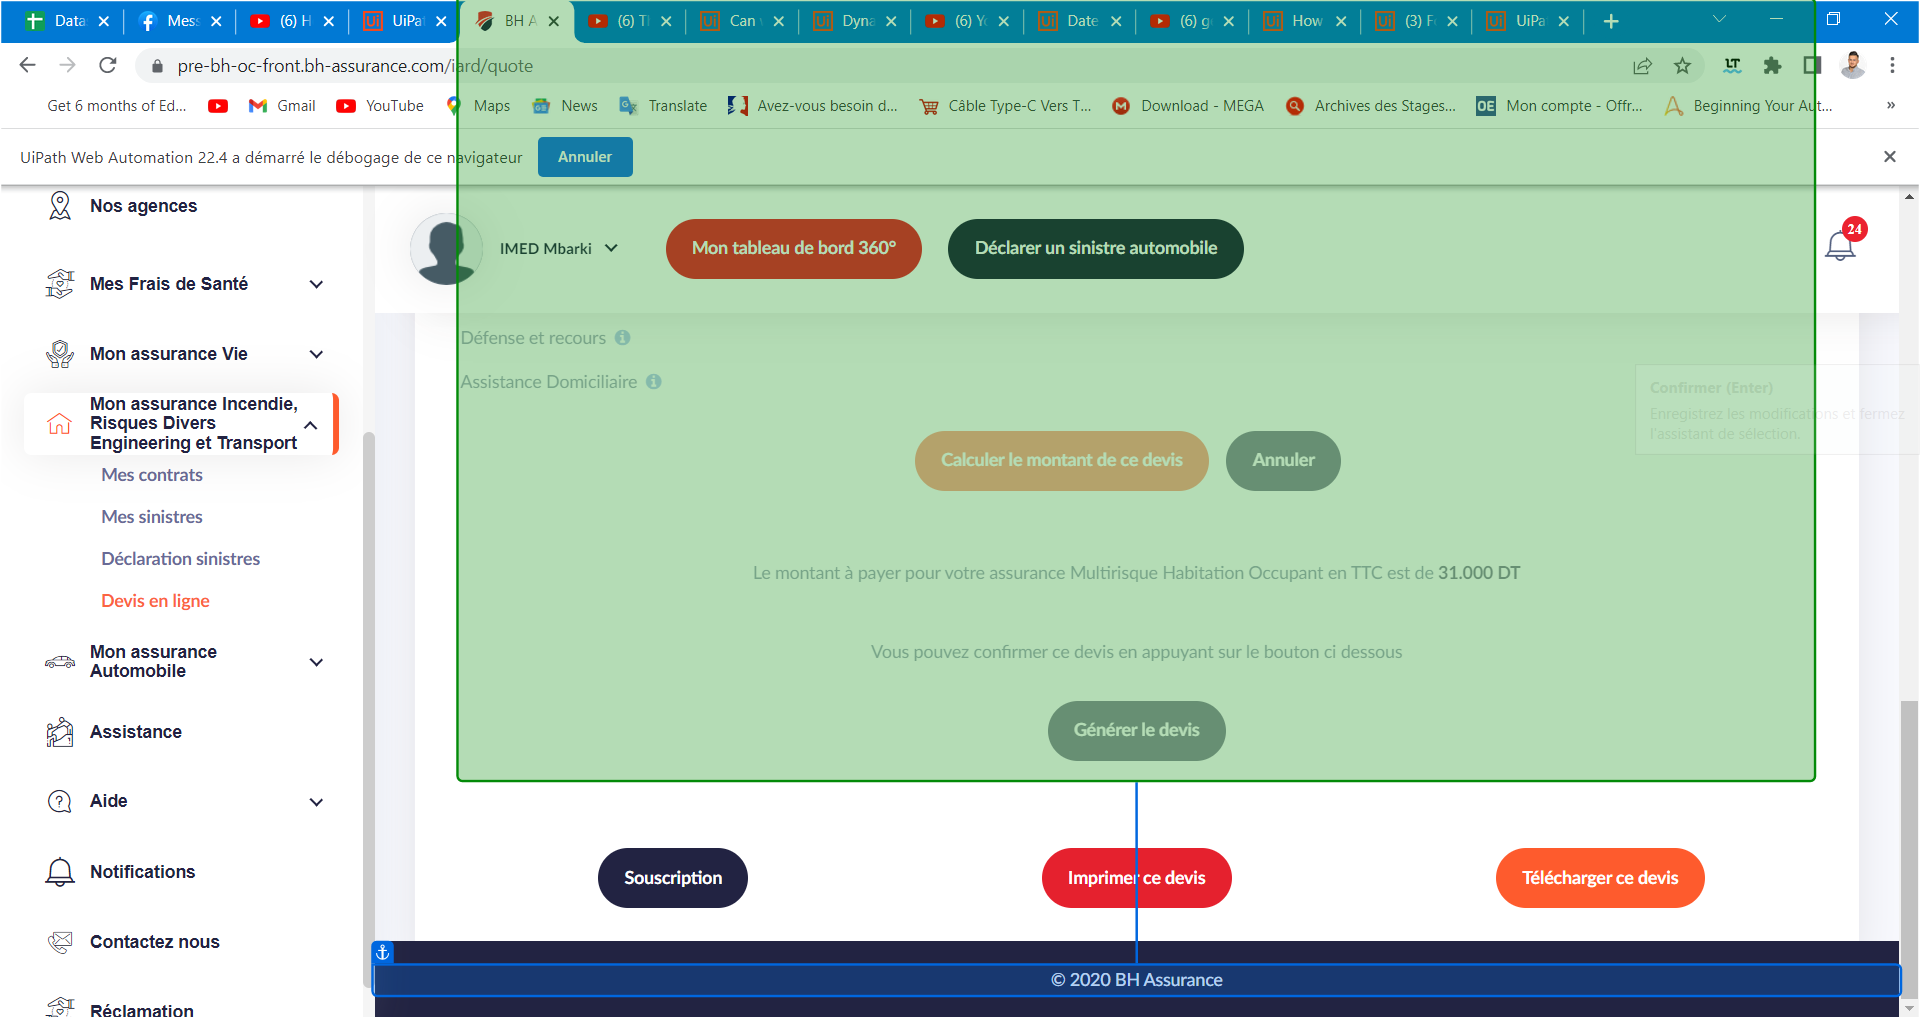 Data
Mess
(6) H
UiPat
BH A
(6) Tl
Can
Dyna
(6) Yo
Date
(6) g
How
(3) F
UiPa
pre-bh-oc-front.bh-assurance.com/iard/quote
Get 6 months of Ed...
Gmail
YouTube
Maps
News
Translate
Avez-vous besoin d...
Câble Type-C Vers T...
Download - MEGA
Archives des Stages...
OE Mon compte - Offr...
Beginning Your Aut...
»
UiPath Web Automation 22.4 a démarré le débogage de ce navigateur
Annuler
Nos agences
Mes Frais de Santé
Mon assurance Vie
Mon assurance Incendie,
Risques Divers
Engineering et Transport
Mes contrats
Mes sinistres
Déclaration sinistres
Devis en ligne
Mon assurance
Automobile
Assistance
Aide
Notifications
Contactez nous
Réclamation
IMED Mbarki
Mon tableau de bord 360°
Déclarer un sinistre automobile
24
Défense et recours
Assistance Domiciliaire
Confirmer (Enter)
Enregistrez les modifications et fermez
l'assistant de sélection.
Calculer le montant de ce devis
Annuler
Le montant à payer pour votre assurance Multirisque Habitation Occupant en TTC est de 31.000 DT
Vous pouvez confirmer ce devis en appuyant sur le bouton ci dessous
Générer le devis
Souscription
Imprimer ce devis
Télécharger ce devis
© 2020 BH Assurance